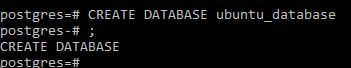 postgres=# CREATE DATABASE ubuntu_database
postgres-# ;
CREATE DATABASE
postgres=#